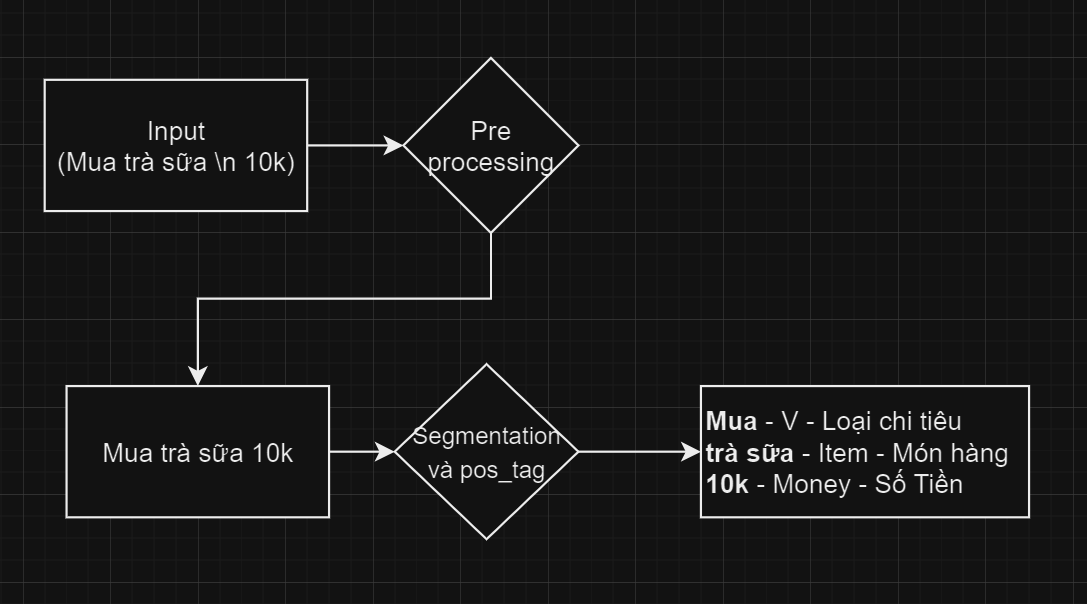 Input
(Mua trà sữa \n 10k)
Pre
processing
Mua trà sữa 10k
Segmentation
và pos_tag
Mua - V - Loại chi tiêu
trà sữa - Item - Món hàng
10k - Money - Số Tiền